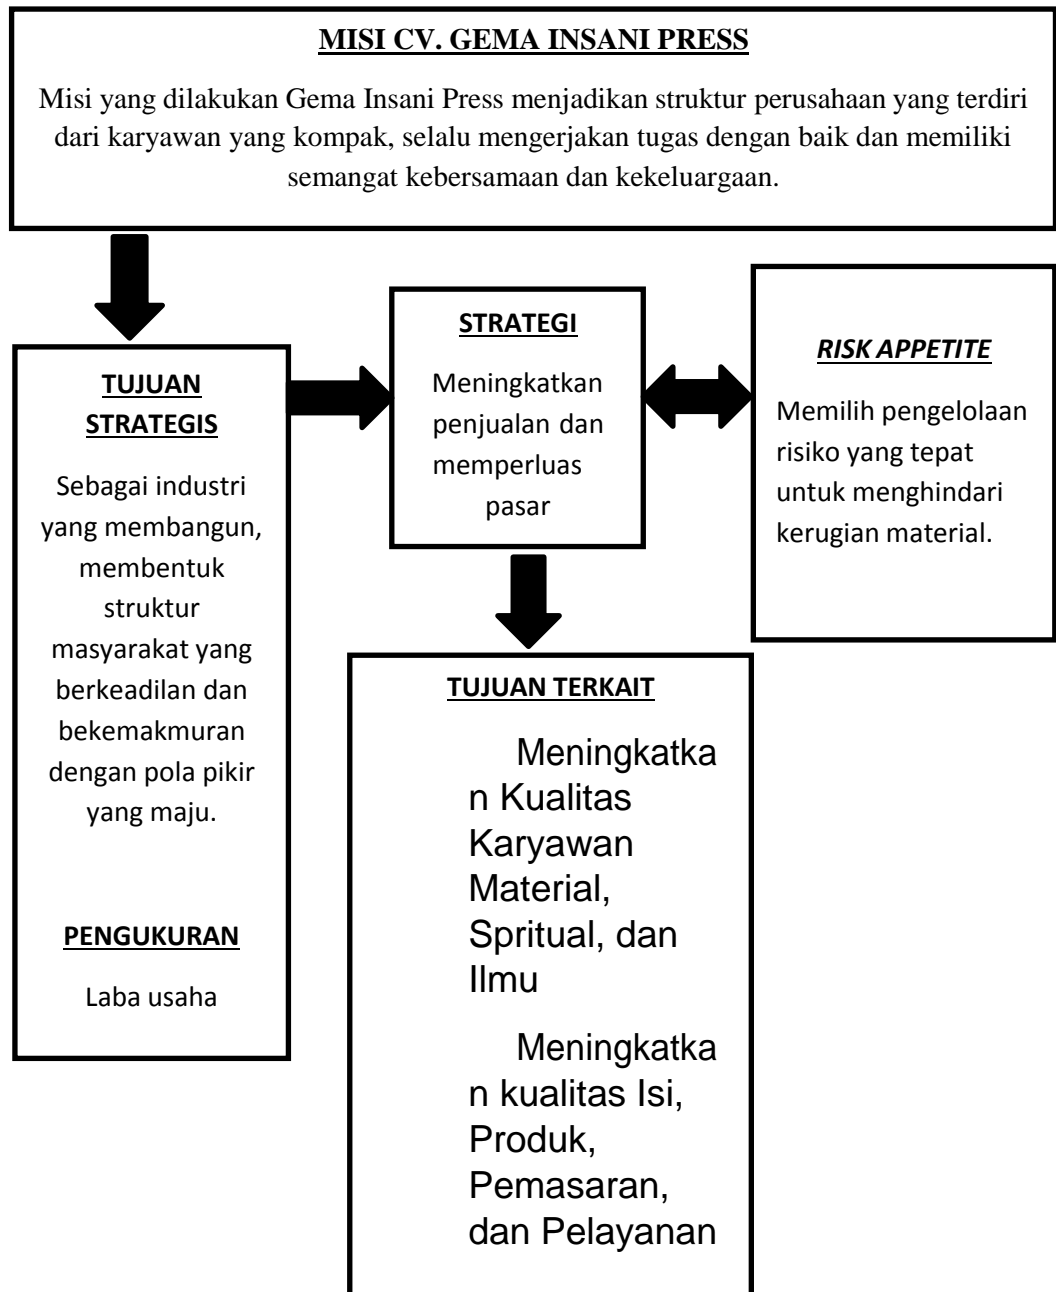 MISI CV. GEMA INSANI PRESS
Misi yang dilakukan Gema Insani Press menjadikan struktur perusahaan yang terdiri
dari karyawan yang kompak, selalu mengerjakan tugas dengan baik dan memiliki
semangat kebersamaan dan kekeluargaan.
TUJUAN
STRATEGIS
Sebagai industri
yang membangun,
membentuk
struktur
masyarakat yang
berkeadilan dan
bekemakmuran
dengan pola pikir
yang maju.
PENGUKURAN
Laba usaha
STRATEGI
Meningkatkan
penjualan dan
memperluas
pasar
RISK APPETITE
Memilih pengelolaan
risiko yang tepat
untuk menghindari
kerugian material.
TUJUAN TERKAIT
Meningkatka
n Kualitas
Karyawan
Material,
Spritual, dan
Ilmu
Meningkatka
n kualitas Isi,
Produk,
Pemasaran,
dan Pelayanan